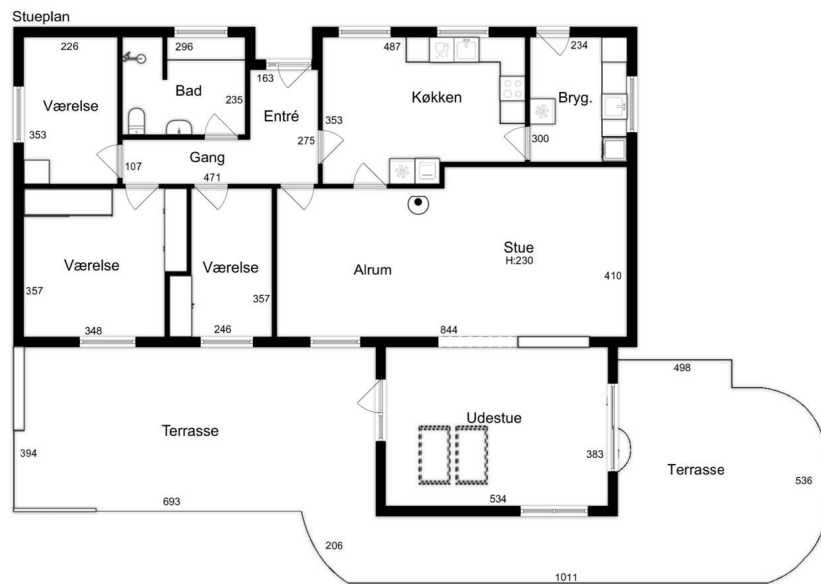 Stueplan
226
296
487
234
163
Værelse
Bad
235
Entré
Køkken
Bryg.
353
353
275
300
Gang
107
471
Værelse
Værelse
Alrum
Stue
H:230
410
357
357
348
246
844
498
Terrasse
Udestue
394
383
Terrasse
536
693
534
206
1011